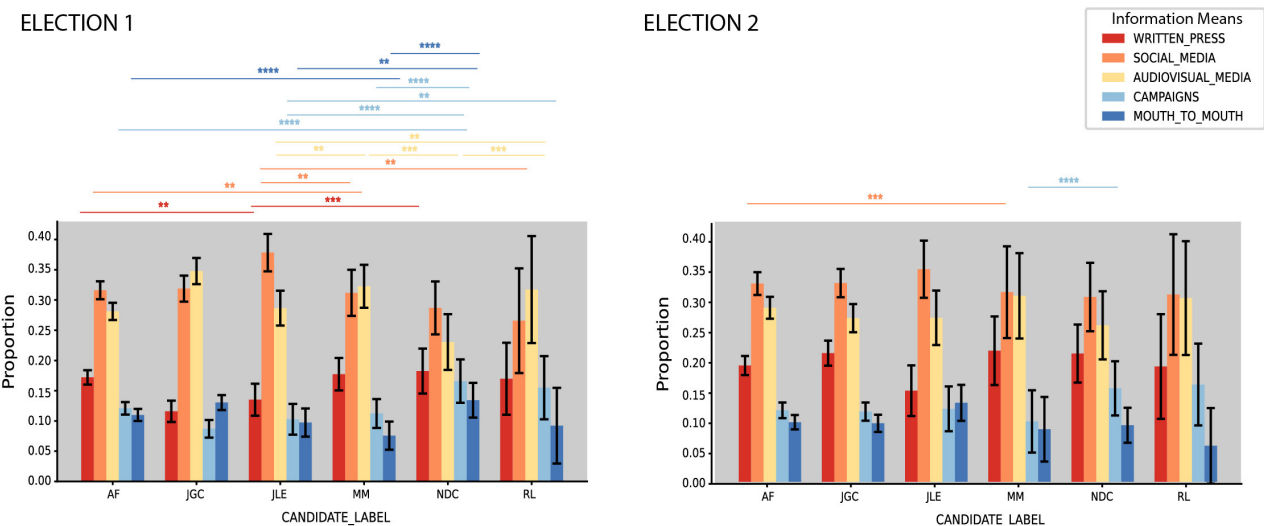 ELECTION 1
****
**
****
****
**
****
****
**
**
***
***
**
**
**
**
***
0.40
0.35
0.30
0.25
0.20
0.15
0.10
0.05
0.00
Proportion
AF JGC JLE MM NDC RL
CANDIDATE_LABEL
ELECTION 2
Information Means
WRITTEN_PRESS
SOCIAL_MEDIA
AUDIOVISUAL_MEDIA
CAMPAIGNS
MOUTH_TO_MOUTH
****
***
0.40
0.35
0.30
0.25
0.20
0.15
0.10
0.05
0.00
Proportion
AF JGC JLE MM NDC RL
CANDIDATE_LABEL